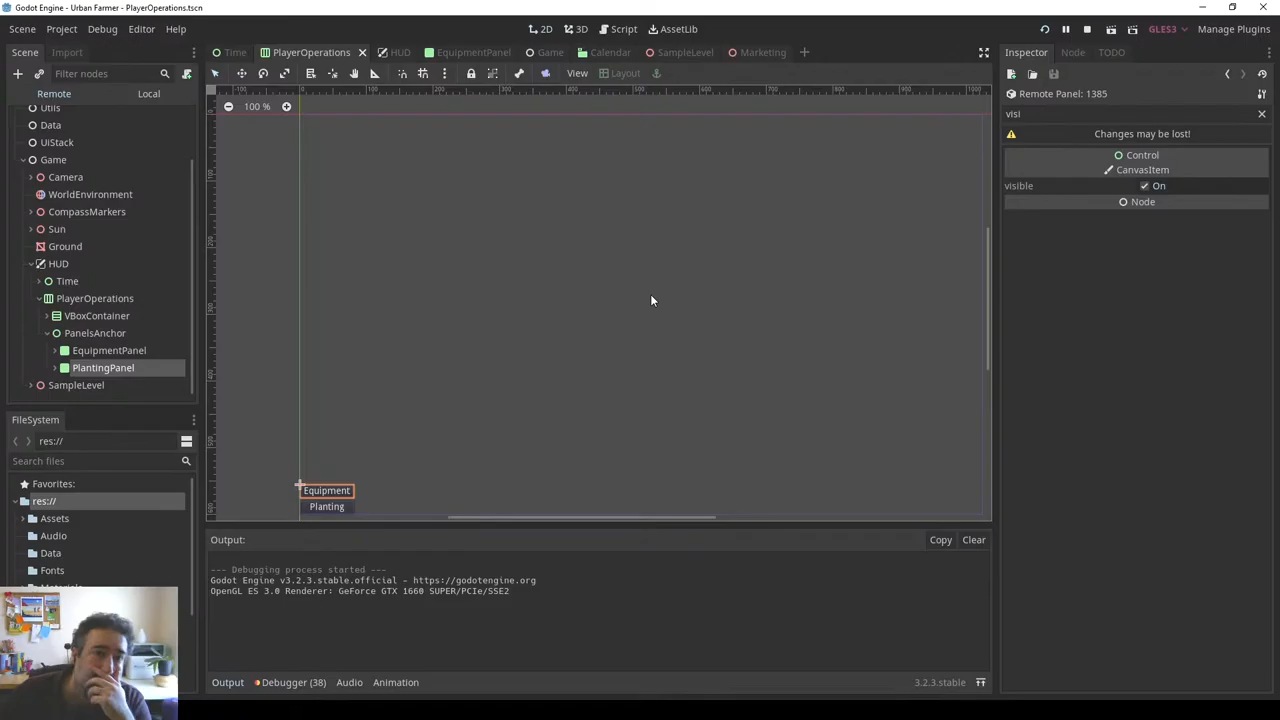 Godot Engine - Urban Farmer - PlayerOperations.tscn
Scene Project Debug Editor Help
2D 3D Script AssetLib
GLES3 Manage Plugins
Scene Import
Time PlayerOperations HUD EquipmentPanel Game Calendar SampleLevel Marketing
Inspector Node TODO
Filter nodes
View Layout
Remote Local
Remote Panel: 1385
100 %
visi
Utils
Data
UiStack
Game
Camera
WorldEnvironment
CompassMarkers
Sun
Ground
HUD
Time
PlayerOperations
VBoxContainer
PanelsAnchor
EquipmentPanel
PlantingPanel
SampleLevel
Changes may be lost!
Control
CanvasItem
visible On
Node
Equipment
Planting
FileSystem
res://
Search files
Favorites:
res://
Assets
Audio
Data
Fonts
Output: Copy Clear
--- Debugging process started ---
Godot Engine v3.2.3.stable.official - https://godotengine.org
OpenGL ES 3.0 Renderer: GeForce GTX 1660 SUPER/PCIe/SSE2
Output Debugger (38) Audio Animation 3.2.3.stable